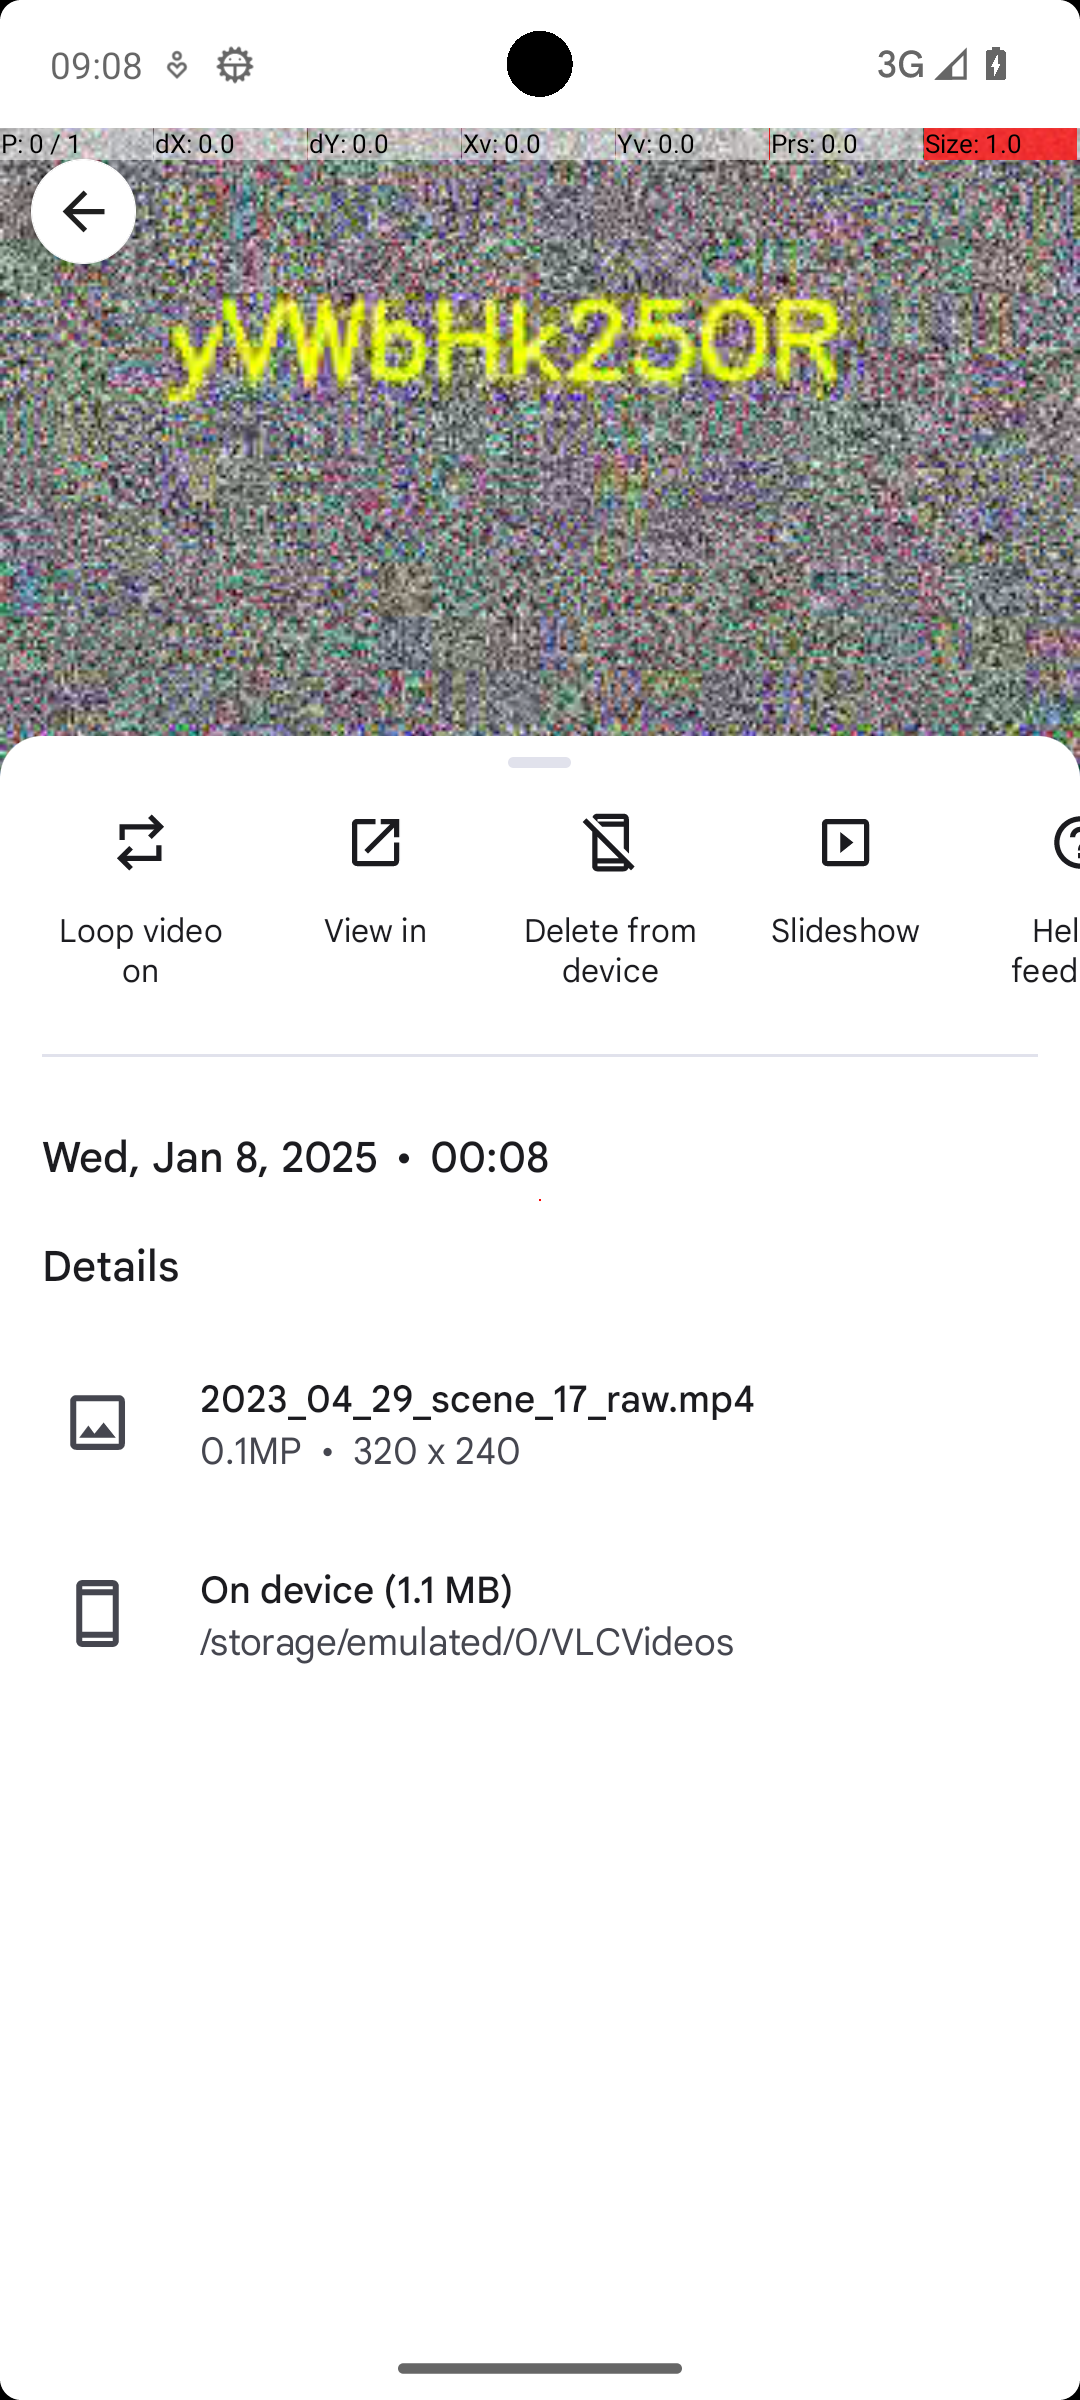 09:08
3G
P: 0 / 1 dX: 0.0 dY: 0.0 Xv: 0.0 Yv: 0.0 Prs: 0.0 Size: 1.0
yVW6Hk25OR
Loop video on
View in
Delete from device
Slideshow
Hel
feed
Wed, Jan 8, 2025 • 00:08
Details
2023_04_29_scene_17_raw.mp4
0.1MP • 320 x 240
On device (1.1 MB)
/storage/emulated/0/VLCVideos